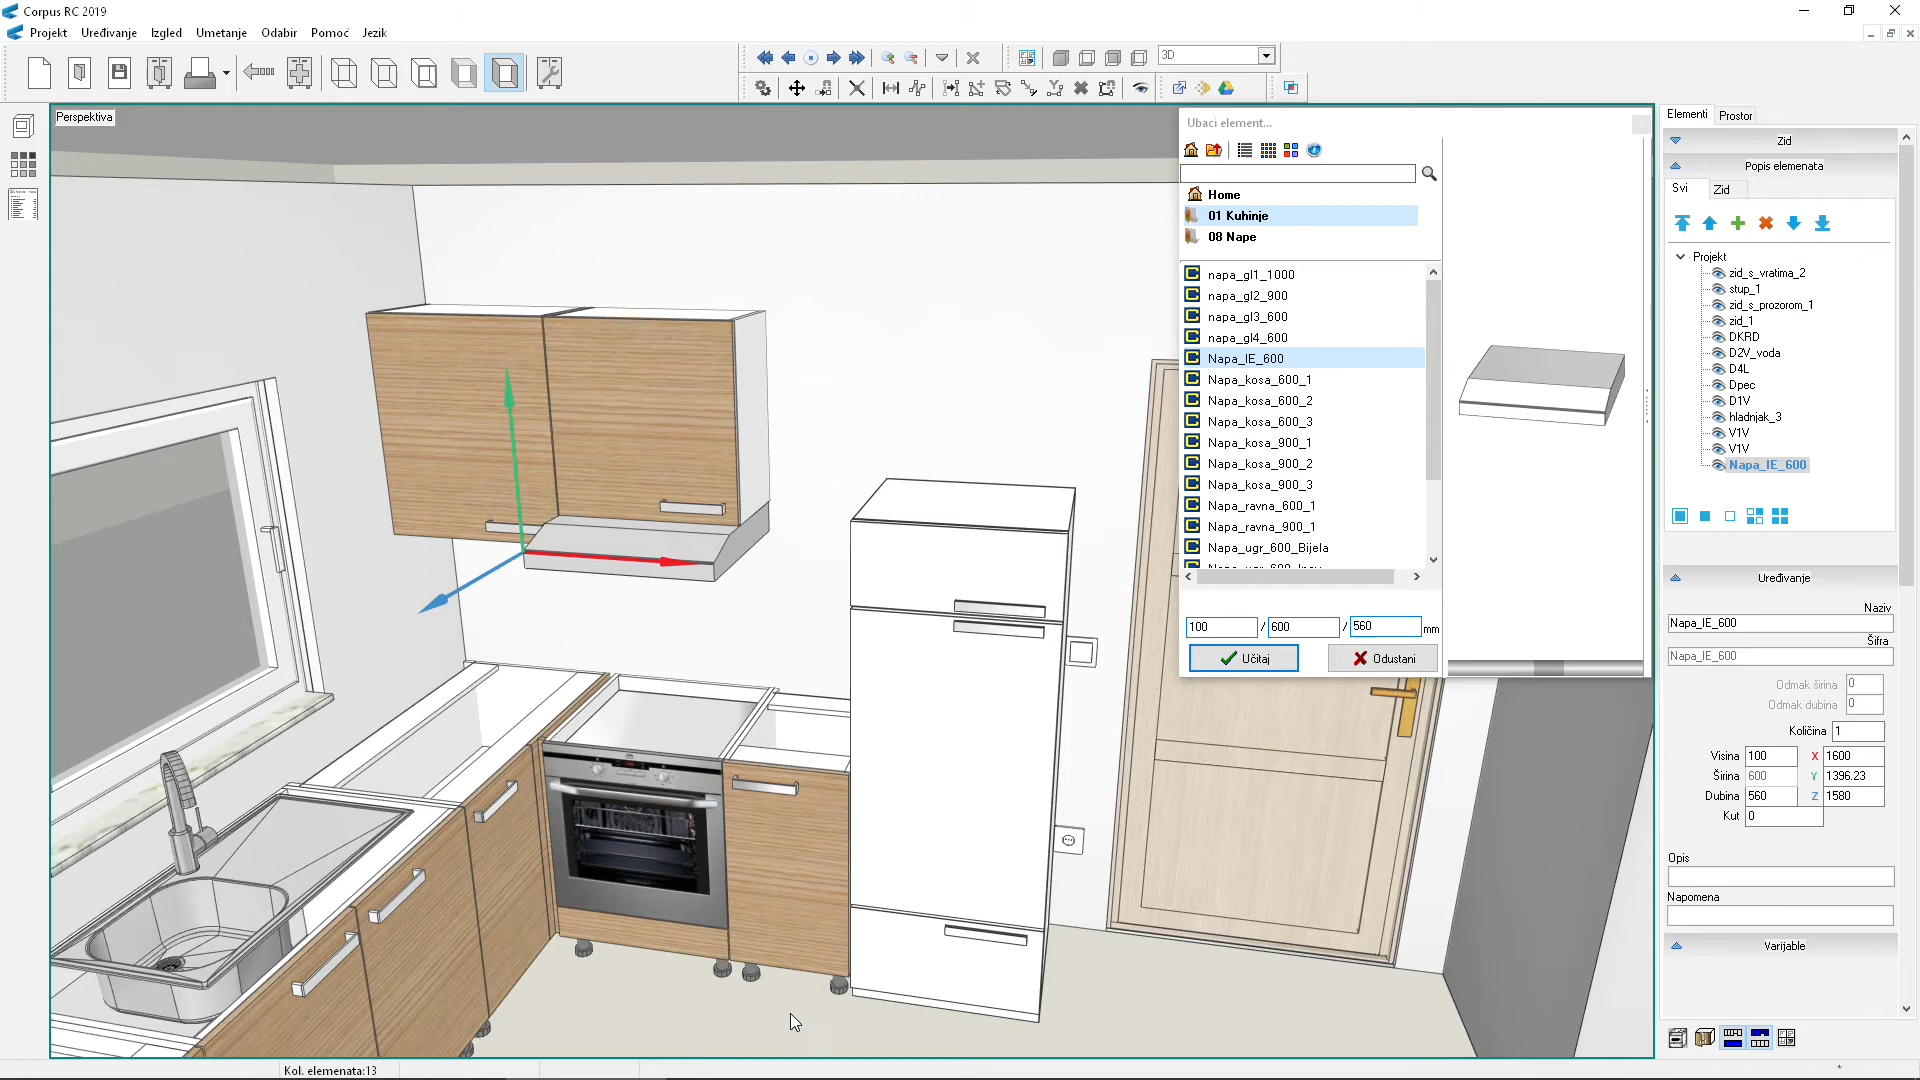 Corpus RC 2019
Projekt Uređivanje Izgled Umetanje Odabir Pomoć Jezik
3D
Perspektiva
Ubaci element...
Home
01 Kuhinje
08 Nape
napa_gl1_1000
napa_gl2_900
napa_gl3_600
napa_gl4_600
Napa_IE_600
Napa_kosa_600_1
Napa_kosa_600_2
Napa_kosa_600_3
Napa_kosa_900_1
Napa_kosa_900_2
Napa_kosa_900_3
Napa_ravna_600_1
Napa_ravna_900_1
Napa_ugr_600_Bijela
100 / 600 / 560 mm
Učitaj Odustani
Elementi Prostor
Zid
Popis elemenata
Svi Zid
Projekt
zid_s_vratima_2
stup_1
zid_s_prozorom_1
zid_1
DKRD
D2V_voda
D4L
Dpec
D1V
hladnjak_3
V1V
V1V
Napa_IE_600
Uređivanje
Naziv
Napa_IE_600
Šifra
Napa_IE_600
Odmak širina 0
Odmak dubina 0
Količina 1
Visina 100 X 1600
Širina 600 Y 1396.23
Dubina 560 Z 1580
Kut 0
Opis
Napomena
Varijable
Kol. elemenata:13
*